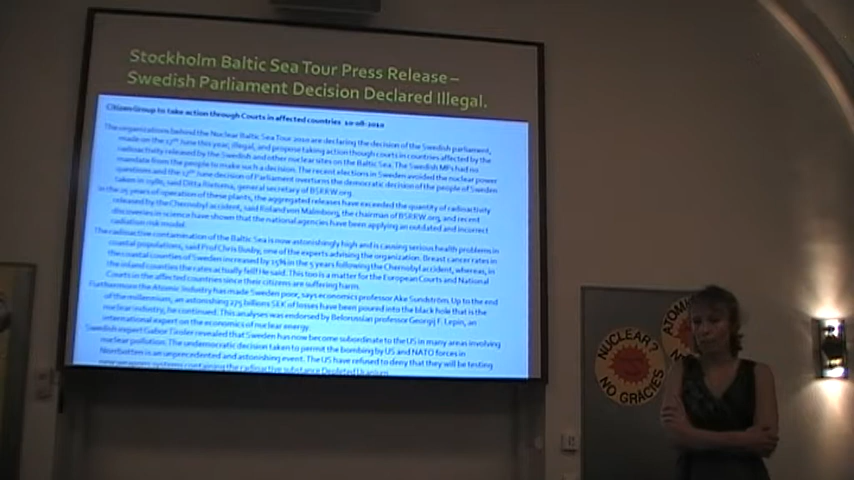 Stockholm Baltic Sea Tour Press Release –
Swedish Parliament Decision Declared Illegal.
Citizen Group to take action through Courts in affected countries 10-08-2010
The organizations behind the Nuclear Baltic Sea Tour 2010 are declaring the decision of the Swedish parliament,
made on the 17th June this year, illegal, and propose taking action though courts in countries affected by the
radioactivity released by the Swedish and other nuclear sites on the Baltic Sea. The Swedish MPs had no
mandate from the people to make such a decision. The recent elections in Sweden avoided the nuclear power
questions and the 17th June decision of Parliament overturns the democratic decision of the people of Sweden
taken in 1980, said Ditta Rietuma, general secretary of BSRRW.org.
In the 25 years of operation of these plants, the aggregated releases have exceeded the quantity of radioactivity
released by the Chernobyl accident, said Roland von Malmborg, the chairman of BSRRW.org, and recent
discoveries in science have shown that the national agencies have been applying an outdated and incorrect
radiation risk model.
The radioactive contamination of the Baltic Sea is now astonishingly high and is causing serious health problems in
coastal populations, said Prof Chris Busby, one of the experts advising the organization. Breast cancer rates in
the coastal counties of Sweden increased by 15% in the 5 years following the Chernobyl accident, whereas, in
the inland counties the rates actually fell! He said. This too is a matter for the European Courts and National
Courts in the affected countries since their citizens are suffering harm.
Furthermore the Atomic Industry has made Sweden poor, says economics professor Ake Sundström. Up to the end
of the millennium, an astonishing 275 billions SEK of losses have been poured into the black hole that is the
nuclear industry, he continued. This analyses was endorsed by Belorussian professor Georgij F. Lepin, an
international expert on the economics of nuclear energy.
Swedish expert Gabor Tiroler revealed that Sweden has now become subordinate to the US in many areas involving
nuclear pollution. The undemocratic decision taken to permit the bombing by US and NATO forces in
Norrbotten is an unprecedented and astonishing event. The US have refused to deny that they will be testing
new weapons systems containing the radioactive substance Depleted Uranium.
NUCLEAR?
NO GRÀCIES
ATOM
N